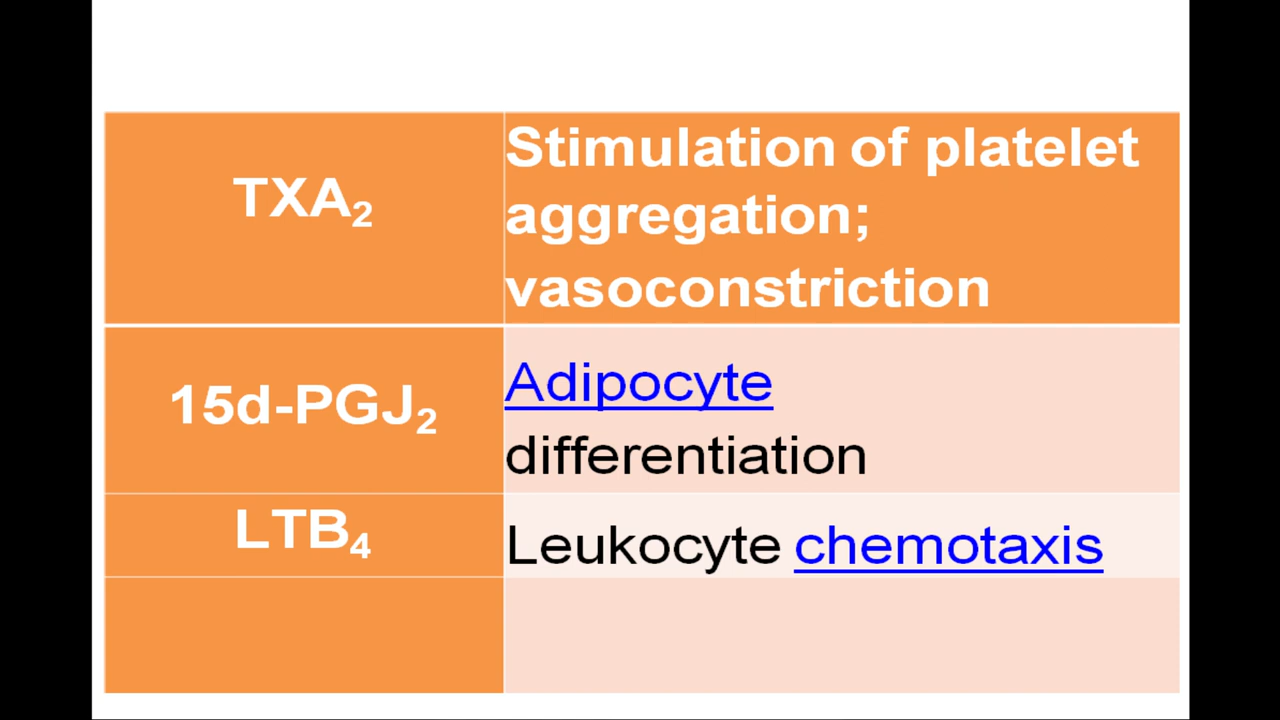 TXA₂
Stimulation of platelet
aggregation;
vasoconstriction
15d-PGJ₂
Adipocyte
differentiation
LTB₄
Leukocyte chemotaxis